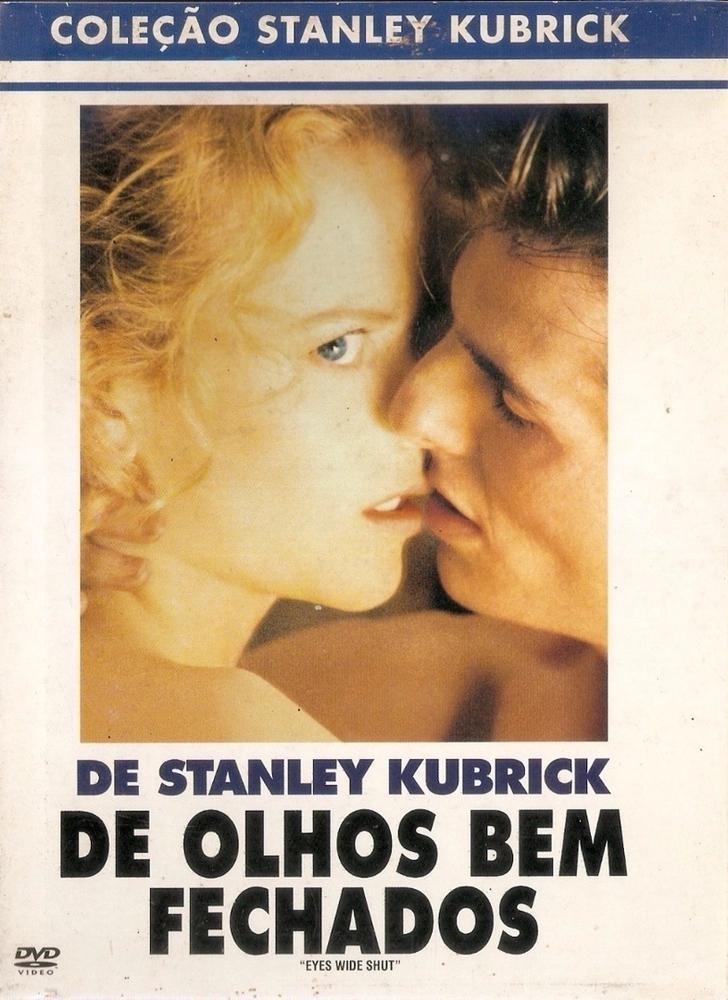 COLEÇÃO STANLEY KUBRICK
DE STANLEY KUBRICK
DE OLHOS BEM
FECHADOS
"EYES WIDE SHUT"
DVD
VIDEO